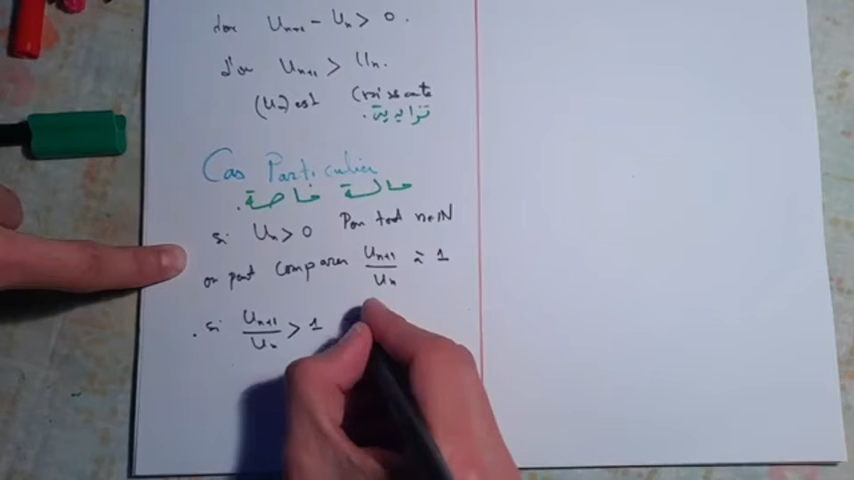 donc Uₙ₊₁ - Uₙ > 0.
d'où Uₙ₊₁ > Uₙ.
(Uₙ) est Croissante
تزايدية.
Cas Particulier
حالة خاصة.
si Uₙ > 0 Pour tout n∈ℕ
on peut comparer Uₙ₊₁/Uₙ à 1
. si Uₙ₊₁/Uₙ > 1